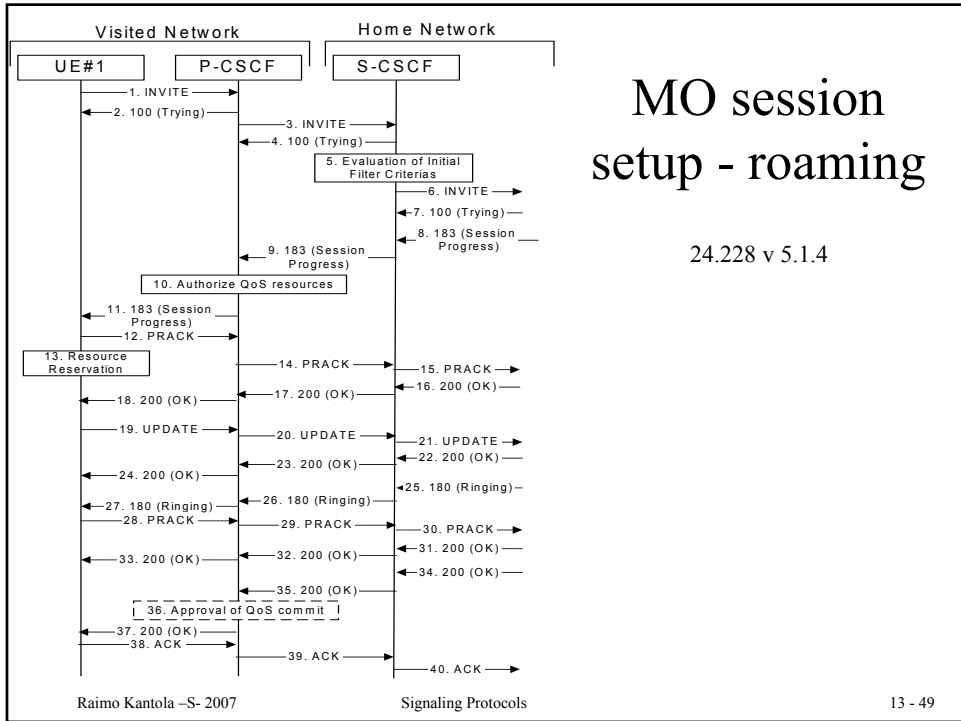 Visited Network
Home Network
UE#1
P-CSCF
S-CSCF
1. INVITE
2. 100 (Trying)
3. INVITE
4. 100 (Trying)
5. Evaluation of Initial
Filter Criterias
6. INVITE
7. 100 (Trying)
8. 183 (Session
Progress)
9. 183 (Session
Progress)
10. Authorize QoS resources
11. 183 (Session
Progress)
12. PRACK
13. Resource
Reservation
14. PRACK
15. PRACK
16. 200 (OK)
17. 200 (OK)
18. 200 (OK)
19. UPDATE
20. UPDATE
21. UPDATE
22. 200 (OK)
23. 200 (OK)
24. 200 (OK)
25. 180 (Ringing)
26. 180 (Ringing)
27. 180 (Ringing)
28. PRACK
29. PRACK
30. PRACK
31. 200 (OK)
32. 200 (OK)
33. 200 (OK)
34. 200 (OK)
35. 200 (OK)
36. Approval of QoS commit
37. 200 (OK)
38. ACK
39. ACK
40. ACK
MO session
setup - roaming
24.228 v 5.1.4
Raimo Kantola –S- 2007
Signaling Protocols
13 - 49